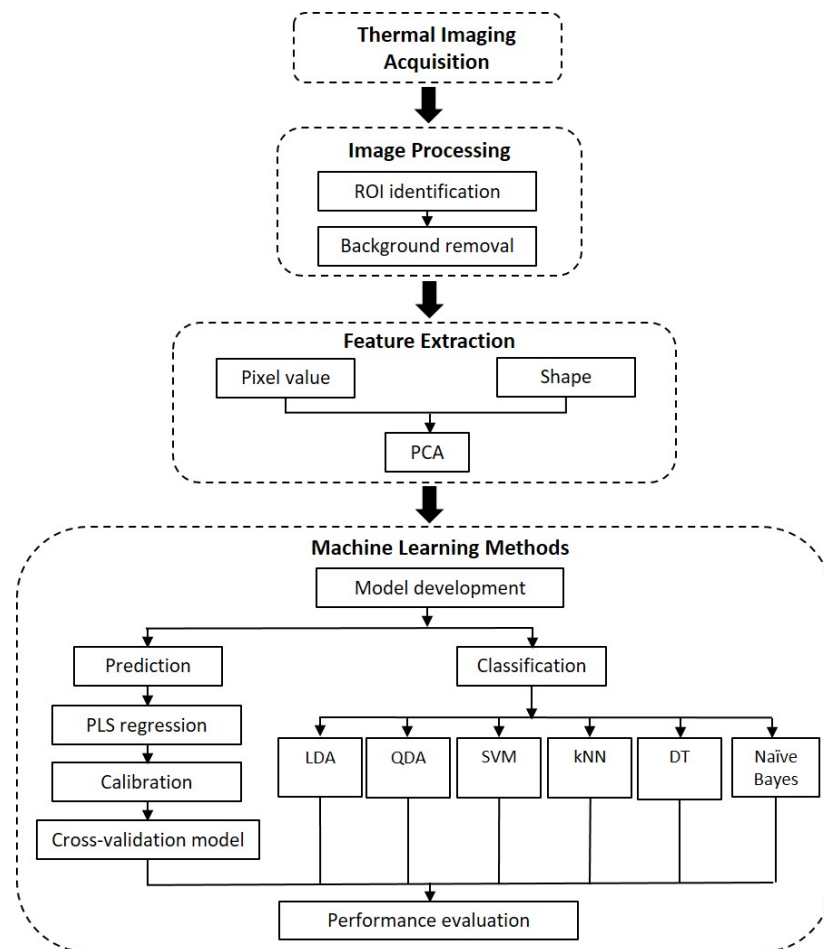 Thermal Imaging
Acquisition
Image Processing
ROI identification
Background removal
Feature Extraction
Pixel value
Shape
PCA
Machine Learning Methods
Model development
Prediction
Classification
PLS regression
Calibration
Cross-validation model
LDA
QDA
SVM
kNN
DT
Naïve
Bayes
Performance evaluation